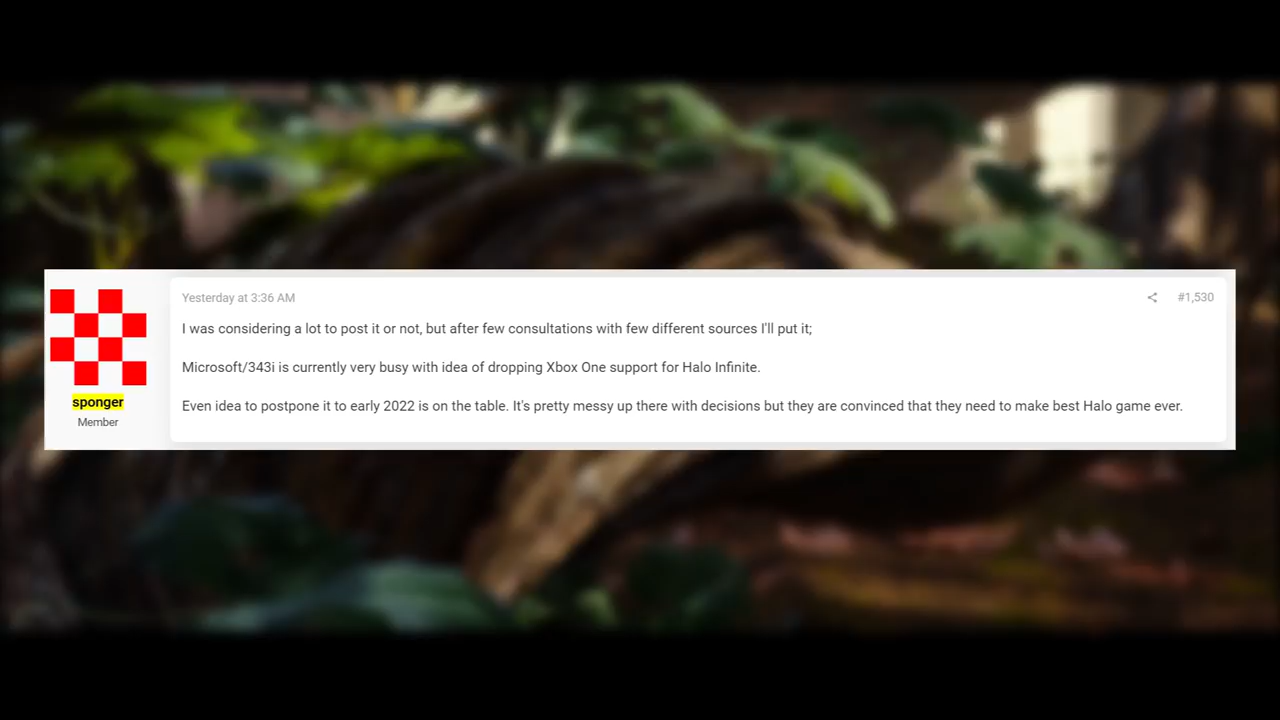 Yesterday at 3:36 AM
#1,530
I was considering a lot to post it or not, but after few consultations with few different sources I'll put it;
Microsoft/343i is currently very busy with idea of dropping Xbox One support for Halo Infinite.
Even idea to postpone it to early 2022 is on the table. It's pretty messy up there with decisions but they are convinced that they need to make best Halo game ever.
sponger
Member